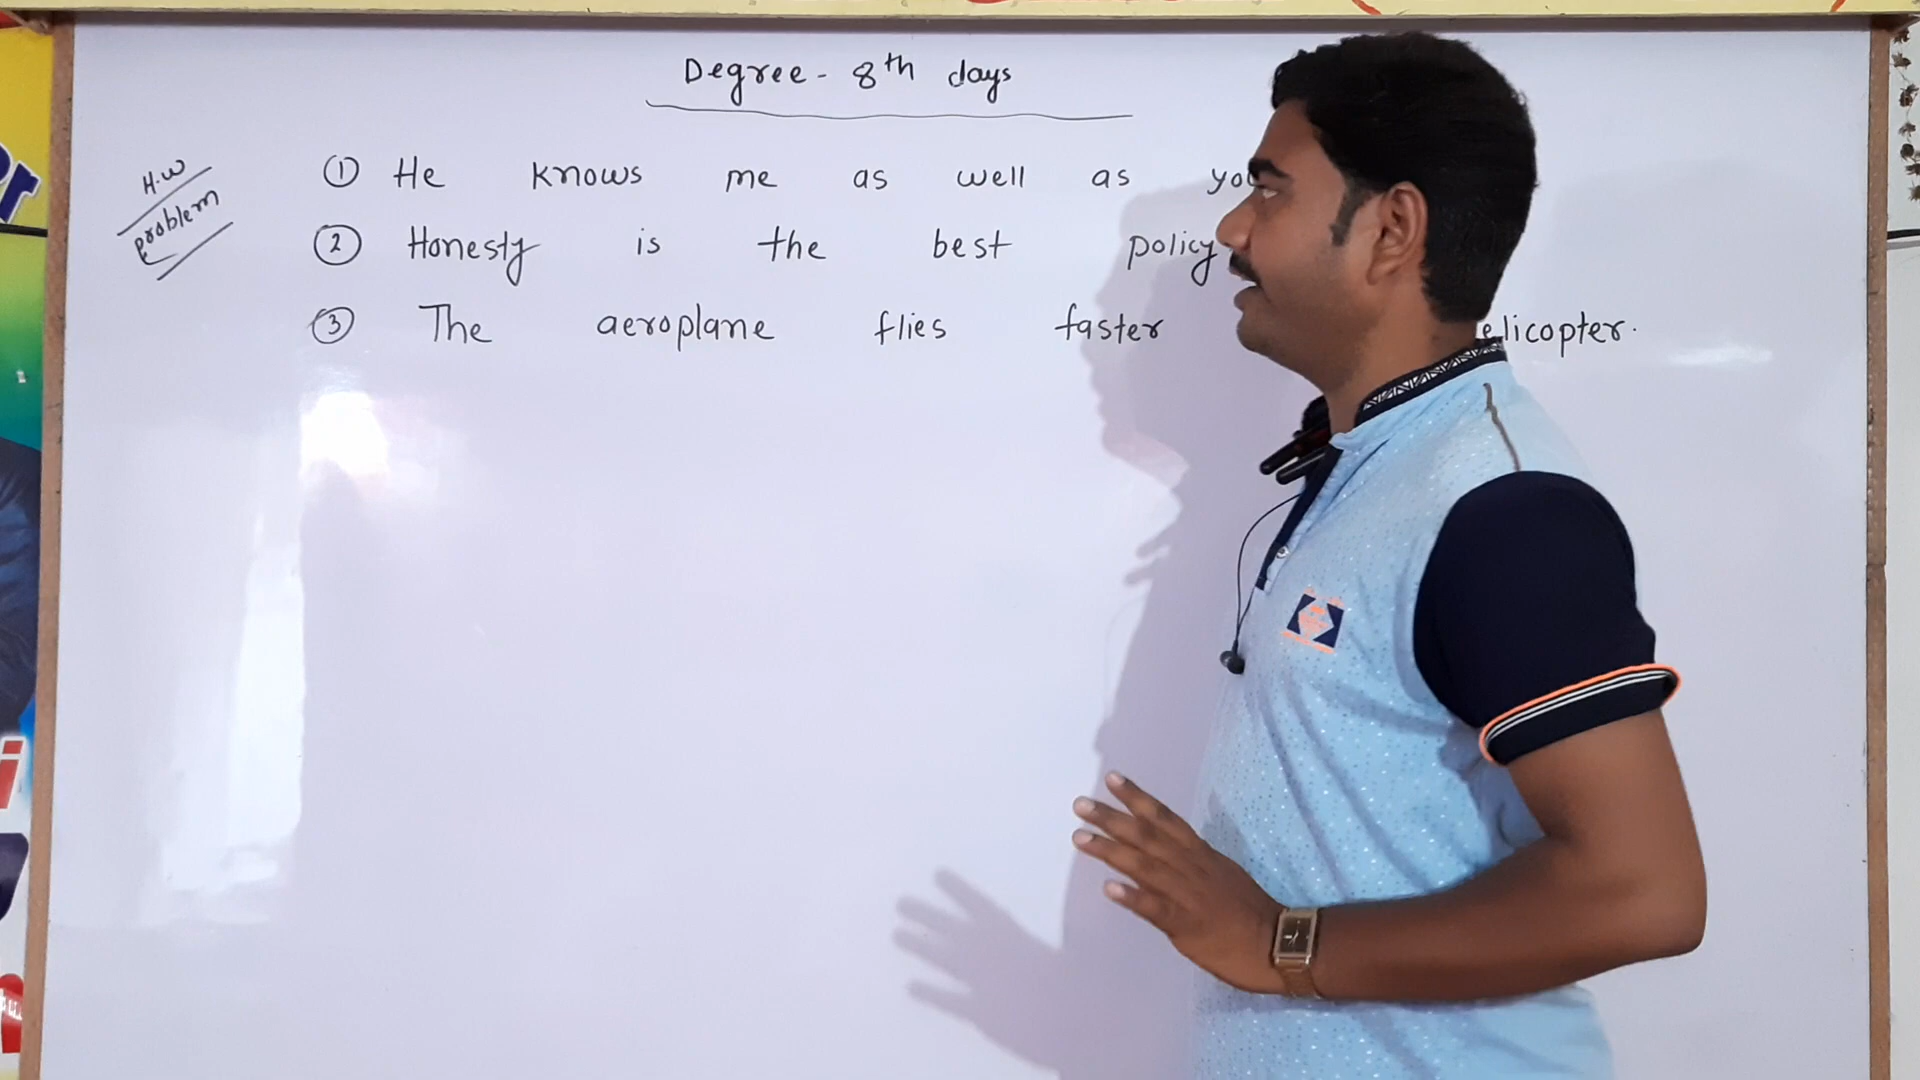 Degree - 8th days
H.W
problem
① He knows me as well as
② Honesty is the best policy
③ The aeroplane flies faster elicopter.